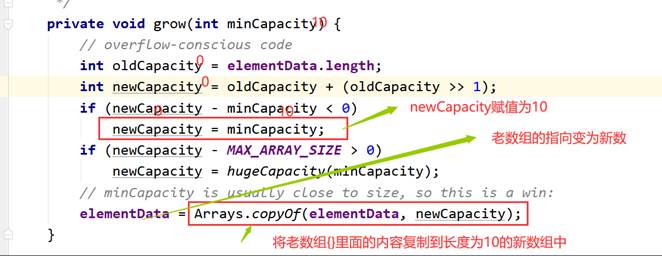 */
private void grow(int minCapacity) { 10
// overflow-conscious code
int oldCapacity = elementData.length; 0
int newCapacity = oldCapacity + (oldCapacity >> 1); 0
if (newCapacity - minCapacity < 0) 0 10
newCapacity赋值为10
newCapacity = minCapacity;
老数组的指向变为新数
if (newCapacity - MAX_ARRAY_SIZE > 0)
newCapacity = hugeCapacity(minCapacity);
// minCapacity is usually close to size, so this is a win:
elementData = Arrays.copyOf(elementData, newCapacity);
}
将老数组{}里面的内容复制到长度为10的新数组中